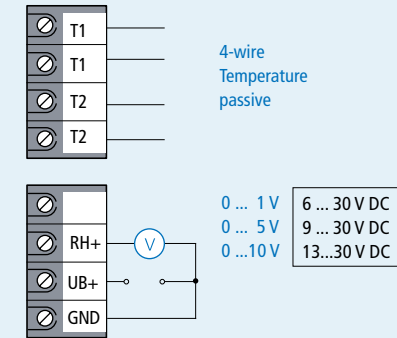 T1
T1
T2
T2
4-wire
Temperature
passive
RH+
V
UB+
GND
0 ... 1 V 6 ... 30 V DC
0 ... 5 V 9 ... 30 V DC
0 ...10 V 13...30 V DC